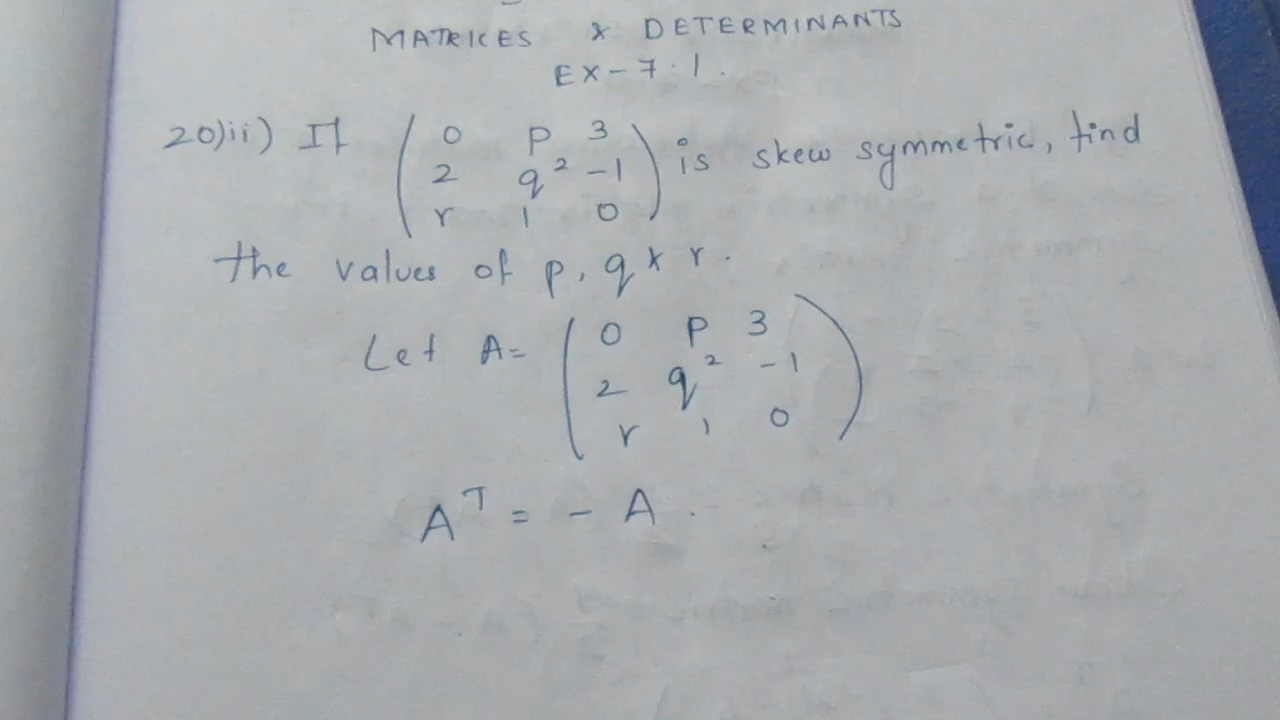 MATRICES & DETERMINANTS
EX-7.1.
20)ii) If ( 0 p 3 ) is skew symmetric, find
2 q² -1
r 1 0
the values of p, q & r.
Let A= ( 0 P 3 )
2 q² -1
r 1 0
Aᵀ = - A.